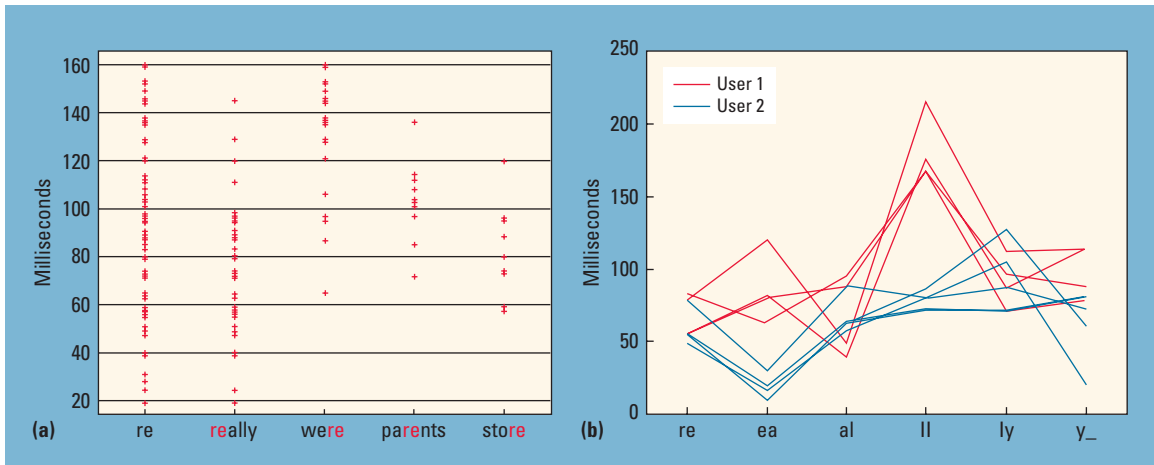 160
140
120
100
80
60
40
20
Milliseconds
(a)
re
really
were
parents
store
250
200
150
100
50
0
Milliseconds
User 1
User 2
(b)
re
ea
al
ll
ly
y_